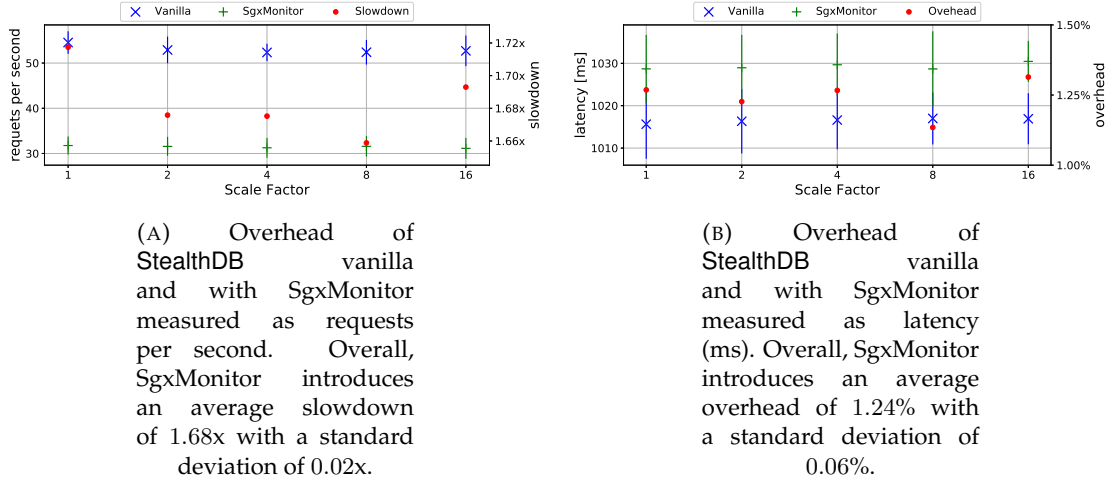 Vanilla SgxMonitor Slowdown
requets per second
50
40
30
1.72x
1.70x
1.68x
1.66x
slowdown
1 2 4 8 16
Scale Factor
(A) Overhead of
StealthDB vanilla
and with SgxMonitor
measured as requests
per second. Overall,
SgxMonitor introduces
an average slowdown
of 1.68x with a standard
deviation of 0.02x.
Vanilla SgxMonitor Ovehead
latency [ms]
1030
1020
1010
1.50%
1.25%
1.00%
overhead
1 2 4 8 16
Scale Factor
(B) Overhead of
StealthDB vanilla
and with SgxMonitor
measured as latency
(ms). Overall, SgxMonitor
introduces an average
overhead of 1.24% with
a standard deviation of
0.06%.